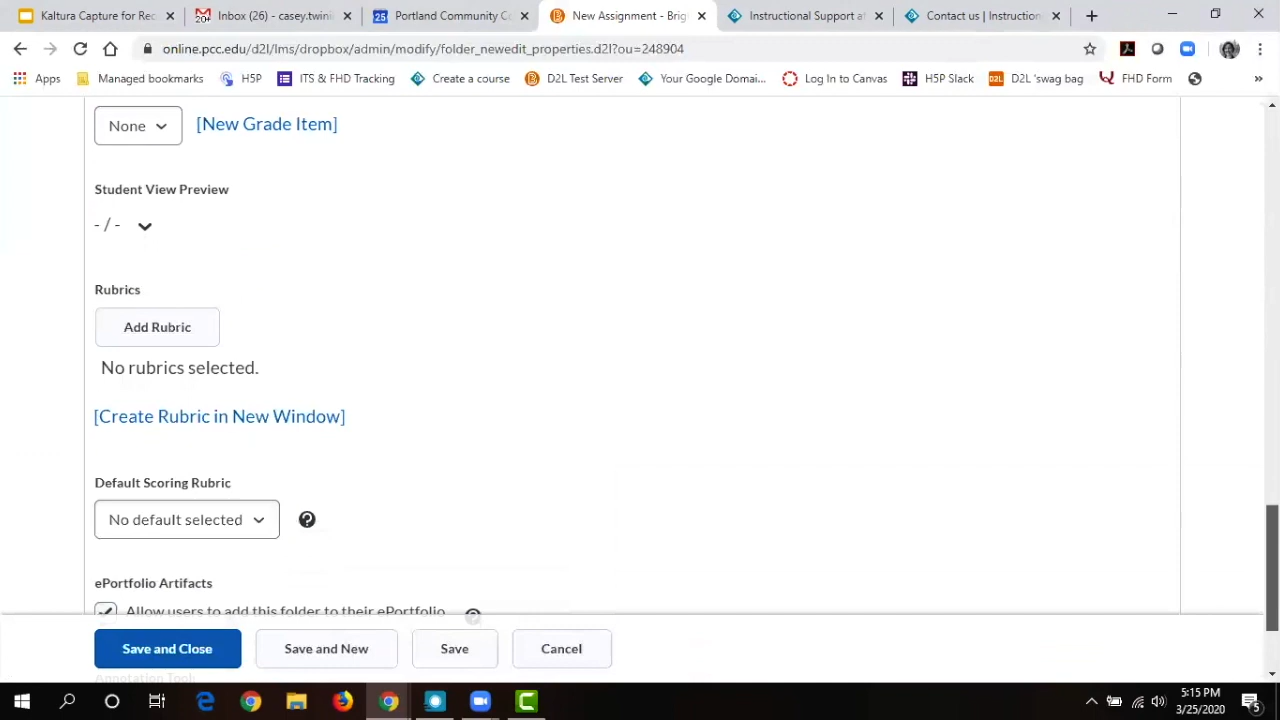 Kaltura Capture for Rec
Inbox (26) - casey.twini
Portland Community C
New Assignment - Brig
Instructional Support a
Contact us | Instruction
online.pcc.edu/d2l/lms/dropbox/admin/modify/folder_newedit_properties.d2l?ou=248904
Apps
Managed bookmarks
H5P
ITS & FHD Tracking
Create a course
D2L Test Server
Your Google Domai...
Log In to Canvas
H5P Slack
D2L 'swag bag
FHD Form
None
[New Grade Item]
Student View Preview
- / -
Rubrics
Add Rubric
No rubrics selected.
[Create Rubric in New Window]
Default Scoring Rubric
No default selected
ePortfolio Artifacts
Allow users to add this folder to their ePortfolio
Save and Close
Save and New
Save
Cancel
Annotation Tools
5:15 PM
3/25/2020